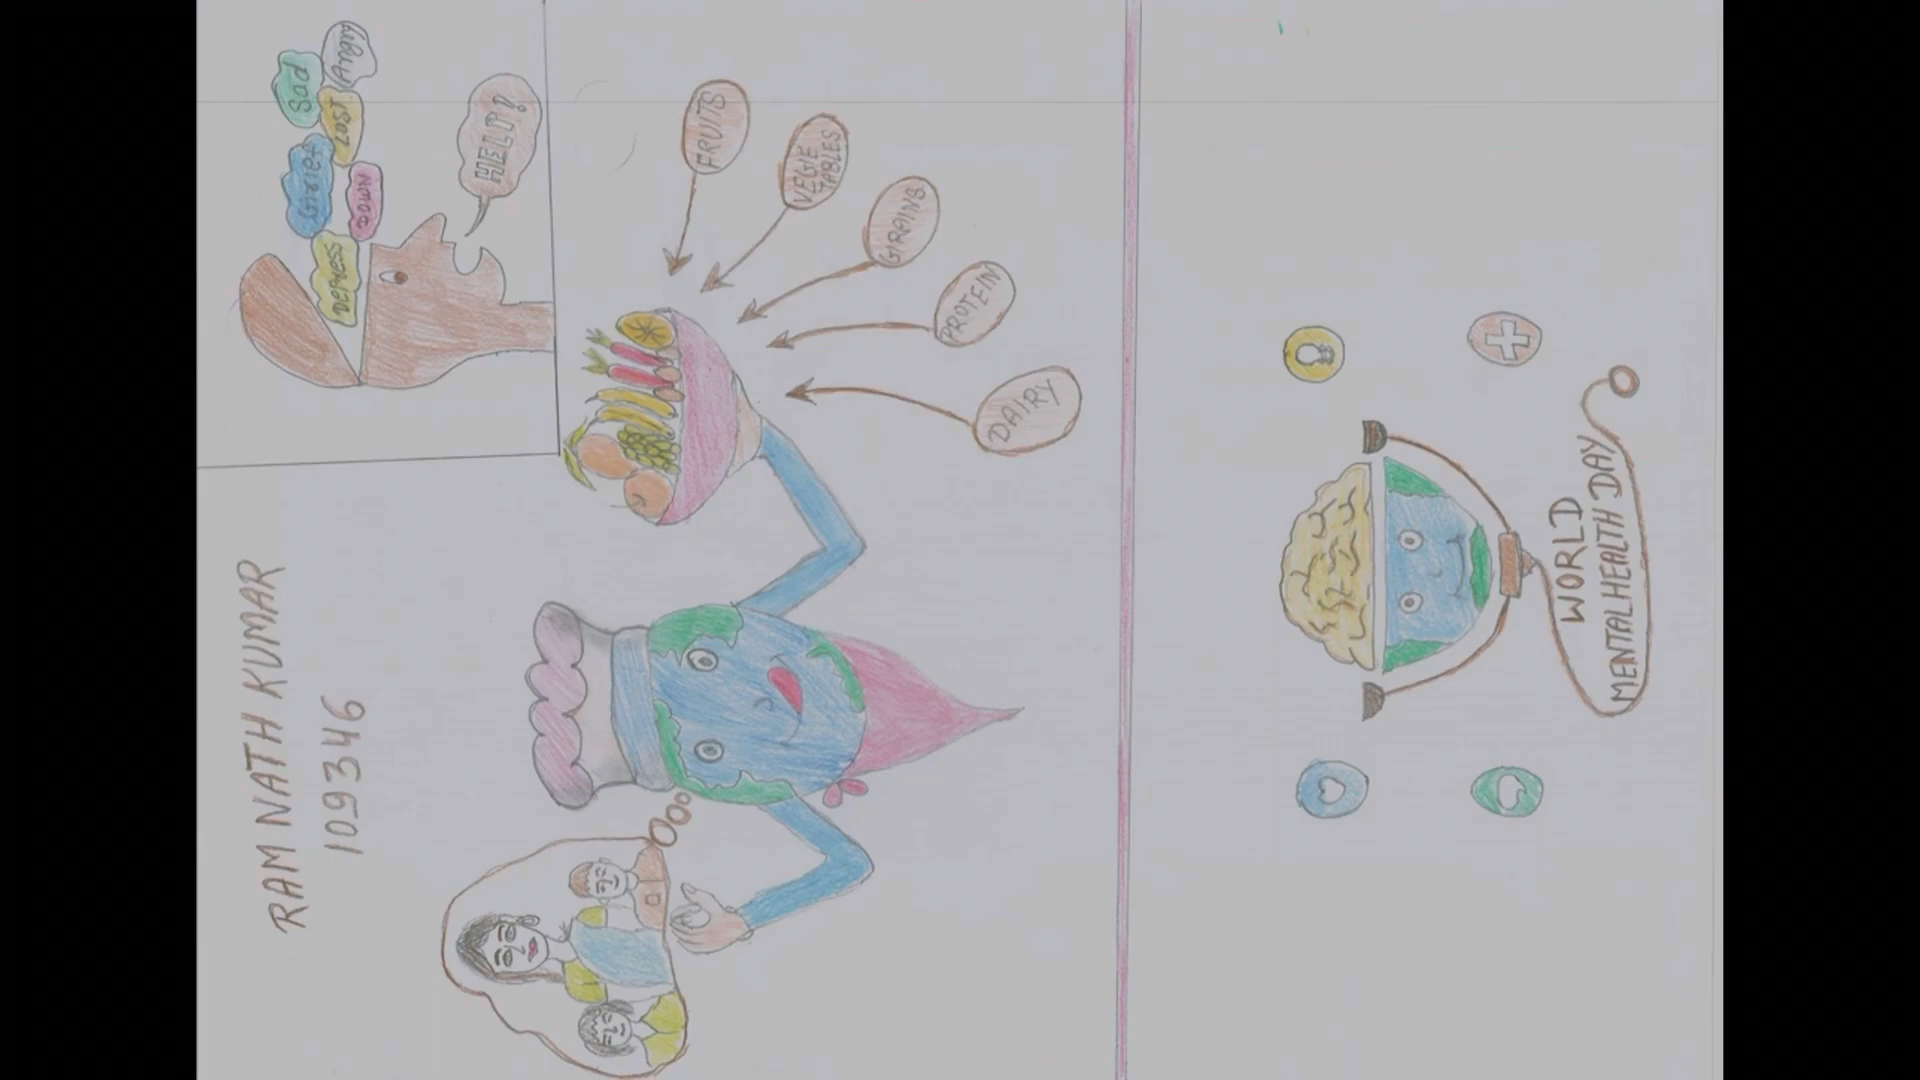 RAM NATH KUMAR
109346
Sad
Angry
Lost
Grief
DOWN
Depress
HELP!
FRUITS
VEGE
TABLES
GRAINS
PROTEIN
DAIRY
WORLD
MENTAL HEALTH DAY